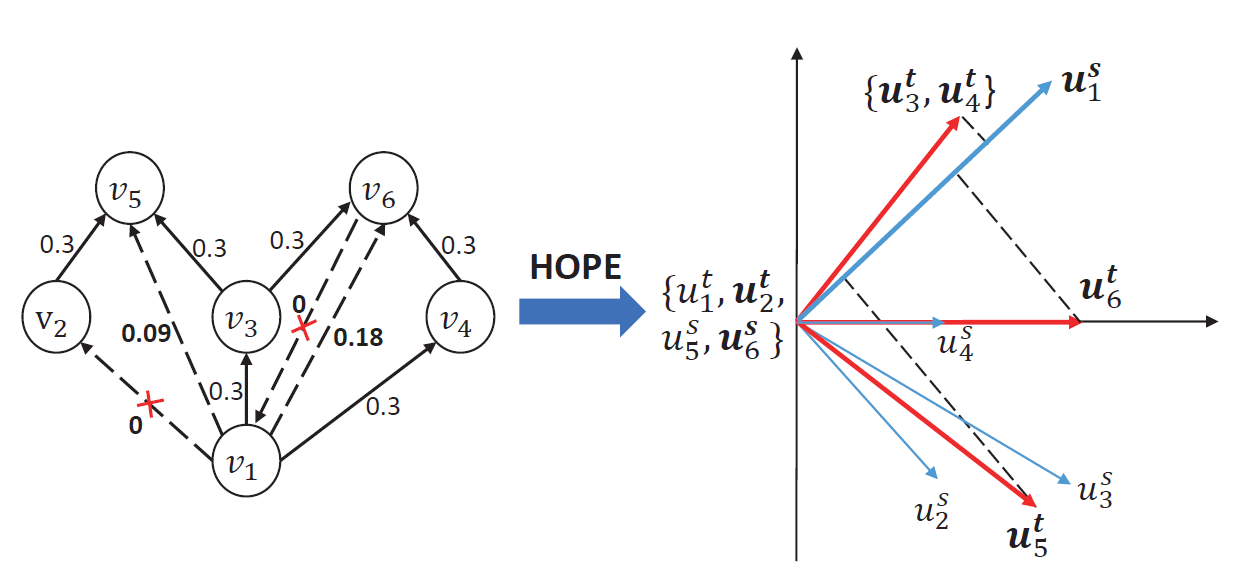 v₅
v₆
0.3
0.3
0.3
0.3
v₂
v₃
v₄
0.09
0
0.18
0.3
0.3
0
v₁
HOPE
{u₃ᵗ, u₄ᵗ}
u₁ˢ
{u₁ᵗ, u₂ᵗ,
u₅ˢ, u₆ˢ}
u₆ᵗ
u₄ˢ
u₃ˢ
u₂ˢ
u₅ᵗ